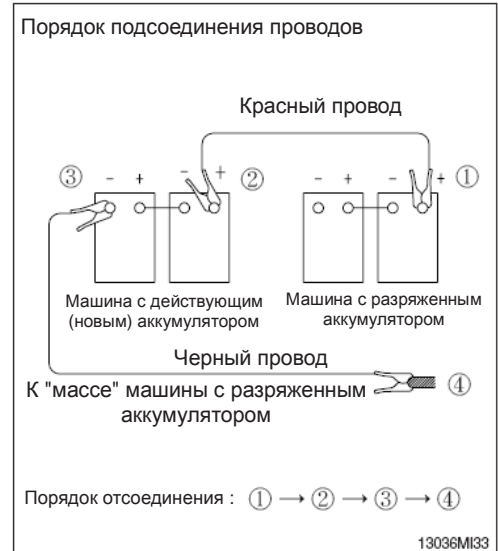 Порядок подсоединения проводов
Красный провод
③ - + - + ② - + - + ①
Машина с действующим
(новым) аккумулятором
Машина с разряженным
аккумулятором
Черный провод
К "массе" машины с разряженным
аккумулятором
④
Порядок отсоединения : ① → ② → ③ → ④
13036MI33